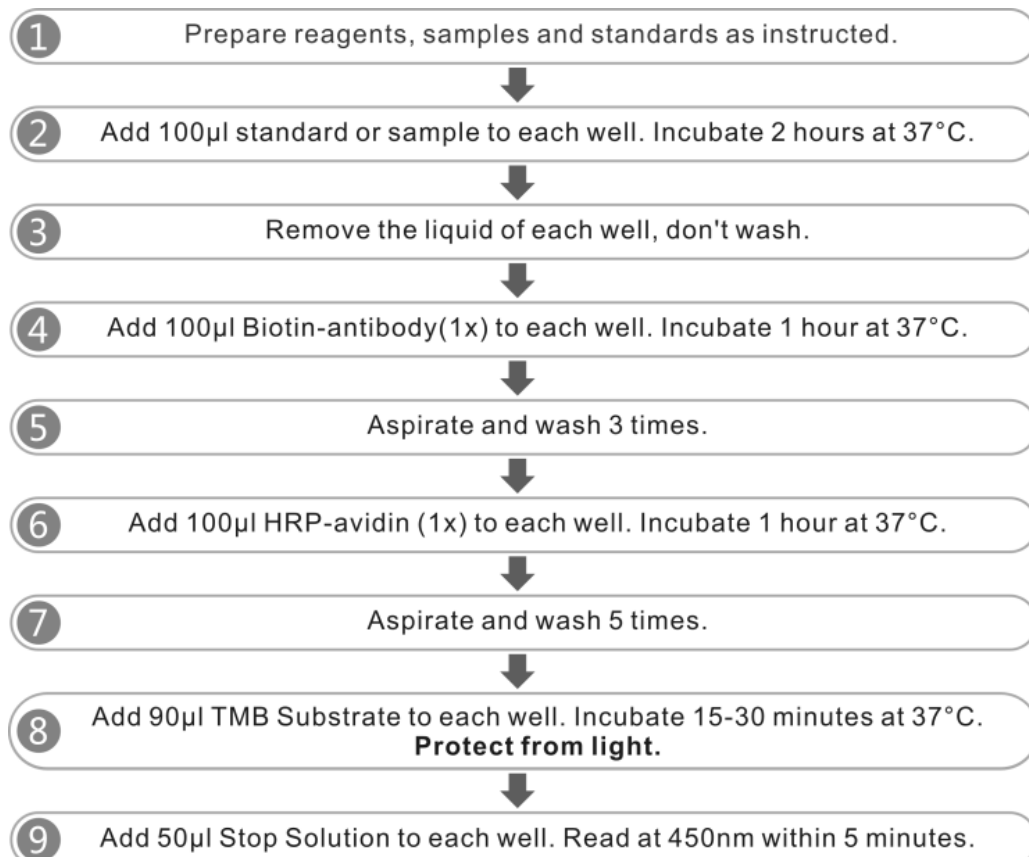 1 Prepare reagents, samples and standards as instructed.
2 Add 100µl standard or sample to each well. Incubate 2 hours at 37°C.
3 Remove the liquid of each well, don't wash.
4 Add 100µl Biotin-antibody(1x) to each well. Incubate 1 hour at 37°C.
5 Aspirate and wash 3 times.
6 Add 100µl HRP-avidin (1x) to each well. Incubate 1 hour at 37°C.
7 Aspirate and wash 5 times.
8 Add 90µl TMB Substrate to each well. Incubate 15-30 minutes at 37°C.
Protect from light.
9 Add 50µl Stop Solution to each well. Read at 450nm within 5 minutes.